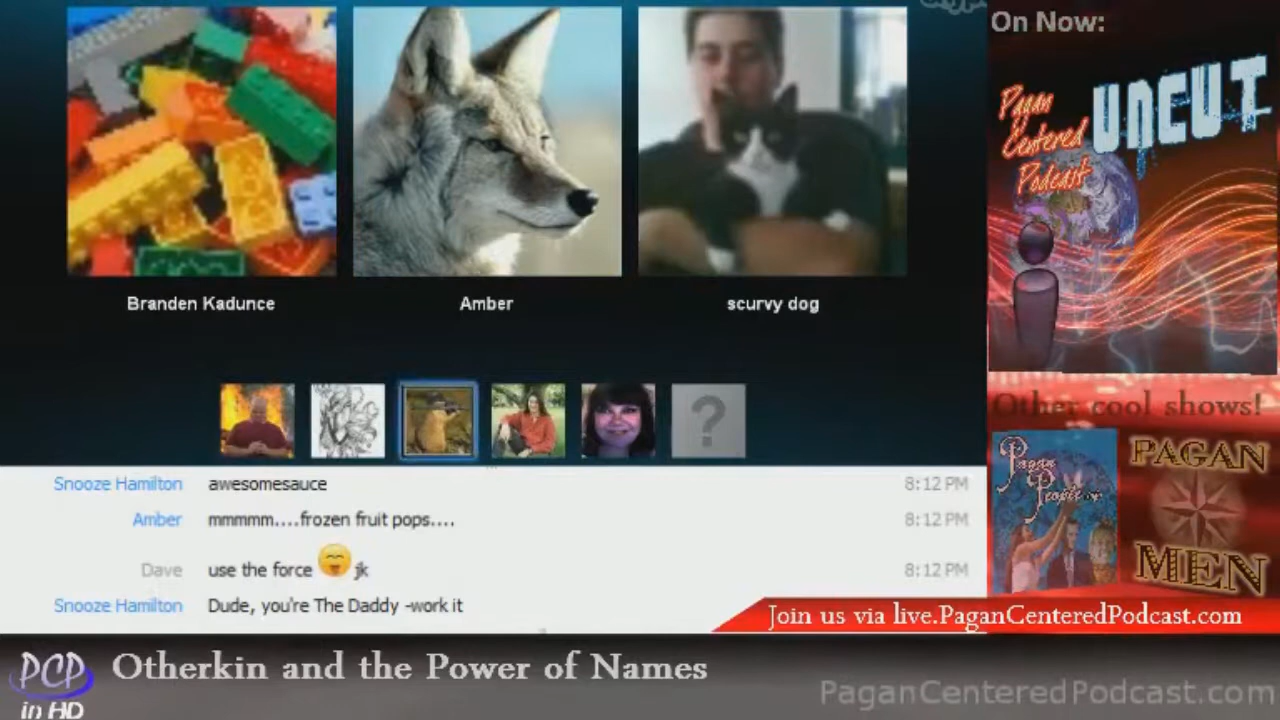 On Now:
Pagan
Centered
Podcast
UNCUT
Branden Kadunce
Amber
scurvy dog
?
Other cool shows!
Pagan
People
PAGAN
MEN
Snooze Hamilton awesomesauce 8:12 PM
Amber mmmmm....frozen fruit pops.... 8:12 PM
Dave use the force jk 8:12 PM
Snooze Hamilton Dude, you're The Daddy -work it
Join us via live.PaganCenteredPodcast.com
PCP
in HD
Otherkin and the Power of Names
PaganCenteredPodcast.com